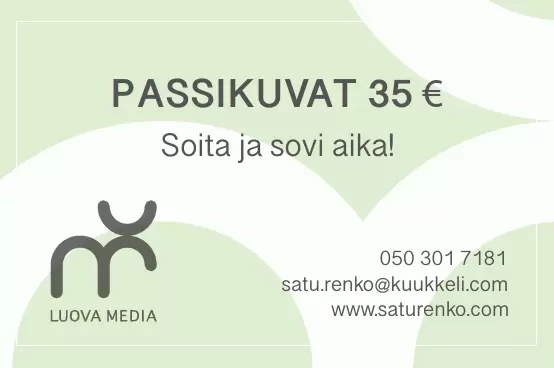 PASSIKUVAT 35 €
Soita ja sovi aika!
LUOVA MEDIA
050 301 7181
satu.renko@kuukkeli.com
www.saturenko.com